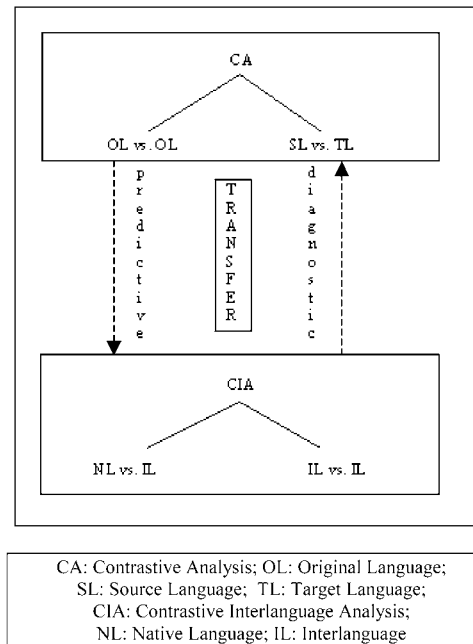 CA
OL vs. OL SL vs. TL
predictive
TRANSFER
diagnostic
CIA
NL vs. IL IL vs. IL
CA: Contrastive Analysis; OL: Original Language;
SL: Source Language; TL: Target Language;
CIA: Contrastive Interlanguage Analysis;
NL: Native Language; IL: Interlanguage